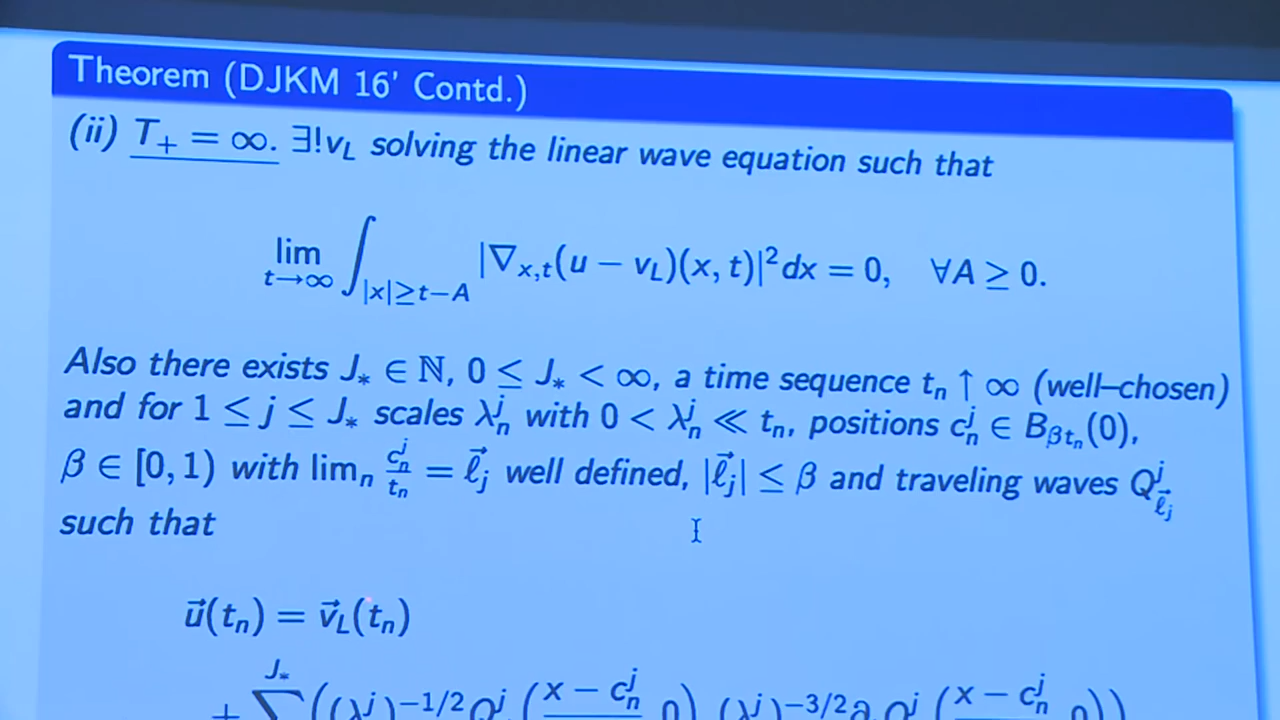 Theorem (DJKM 16' Contd.)
(ii) T₊ = ∞. ∃!v_L solving the linear wave equation such that
lim_{t→∞} ∫_{|x|≥t−A} |∇_{x,t}(u − v_L)(x, t)|² dx = 0, ∀A ≥ 0.
Also there exists J_* ∈ ℕ, 0 ≤ J_* < ∞, a time sequence t_n ↑ ∞ (well–chosen)
and for 1 ≤ j ≤ J_* scales λ_n^j with 0 < λ_n^j ≪ t_n, positions c_n^j ∈ B_{βt_n}(0),
β ∈ [0, 1) with lim_n c_n^j / t_n = ℓ⃗_j well defined, |ℓ⃗_j| ≤ β and traveling waves Q^j_{ℓ⃗_j}
such that
u⃗(t_n) = v⃗_L(t_n)